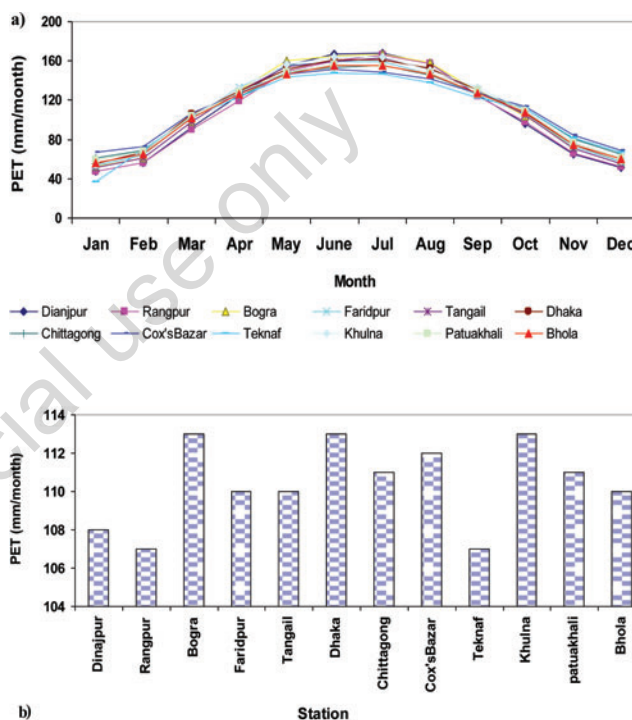 a)
200
160
120
80
40
0
PET (mm/month)
Jan Feb Mar Apr May June Jul Aug Sep Oct Nov Dec
Month
Dianjpur Rangpur Bogra Faridpur Tangail Dhaka
Chittagong Cox'sBazar Teknaf Khulna Patuakhali Bhola
cial use only
114
112
110
108
106
104
PET (mm/month)
Dinajpur Rangpur Bogra Faridpur Tangail Dhaka Chittagong Cox'sBazar Teknaf Khulna patuakhali Bhola
b) Station